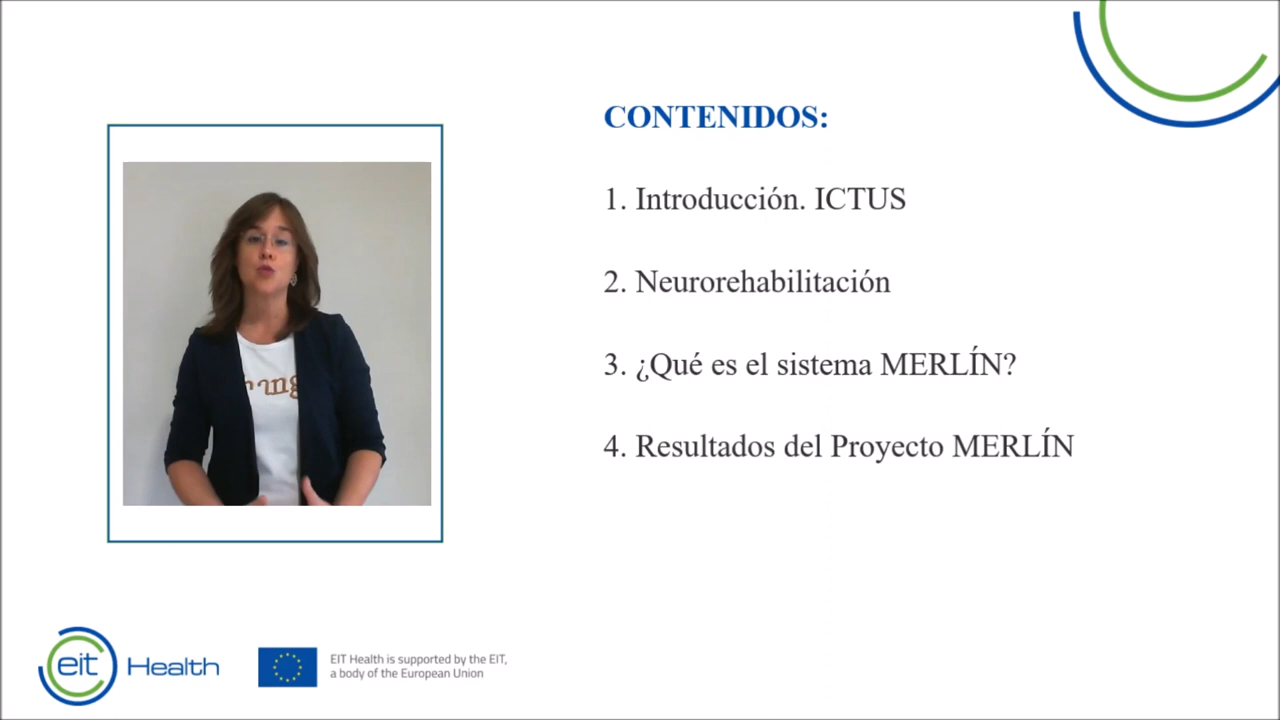 CONTENIDOS:
1. Introducción. ICTUS
2. Neurorehabilitación
3. ¿Qué es el sistema MERLÍN?
4. Resultados del Proyecto MERLÍN
eit Health
EIT Health is supported by the EIT,
a body of the European Union